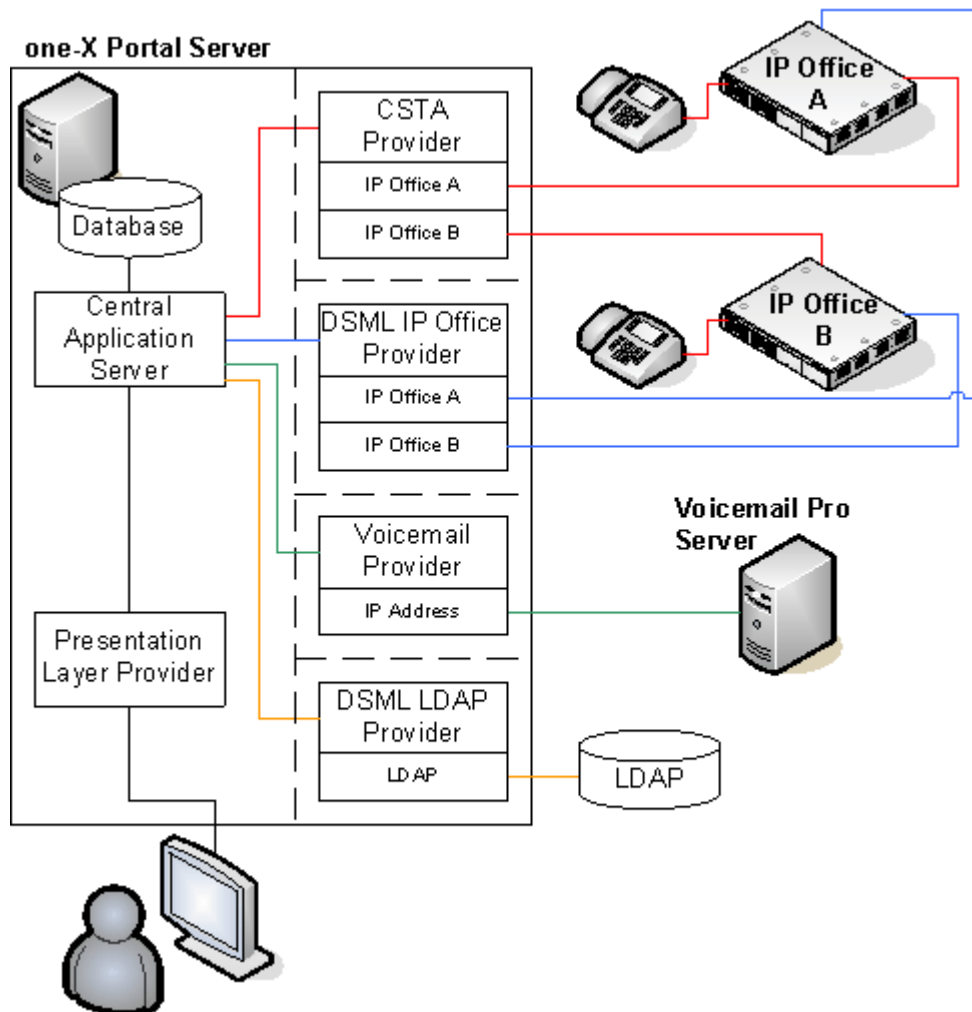 one-X Portal Server
Database
Central
Application
Server
Presentation
Layer Provider
CSTA
Provider
IP Office A
IP Office B
DSML IP Office
Provider
IP Office A
IP Office B
Voicemail
Provider
IP Address
DSML LDAP
Provider
LDAP
IP Office
A
IP Office
B
Voicemail Pro
Server
LDAP